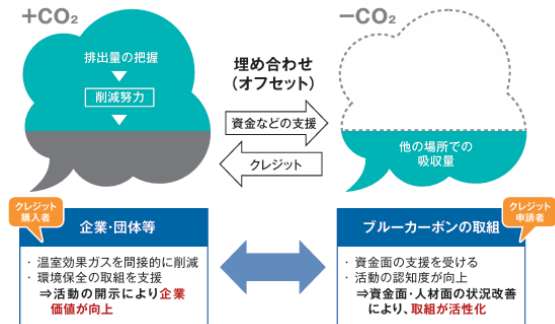 +CO₂
排出量の把握
削減努力
埋め合わせ
(オフセット)
資金などの支援
クレジット
−CO₂
他の場所での
吸収量
クレジット
購入者
企業・団体等
・温室効果ガスを間接的に削減
・環境保全の取組を支援
⇒活動の開示により企業
価値が向上
クレジット
申請者
ブルーカーボンの取組
・資金面の支援を受ける
・活動の認知度が向上
⇒資金面・人材面の状況改善
により、取組が活性化